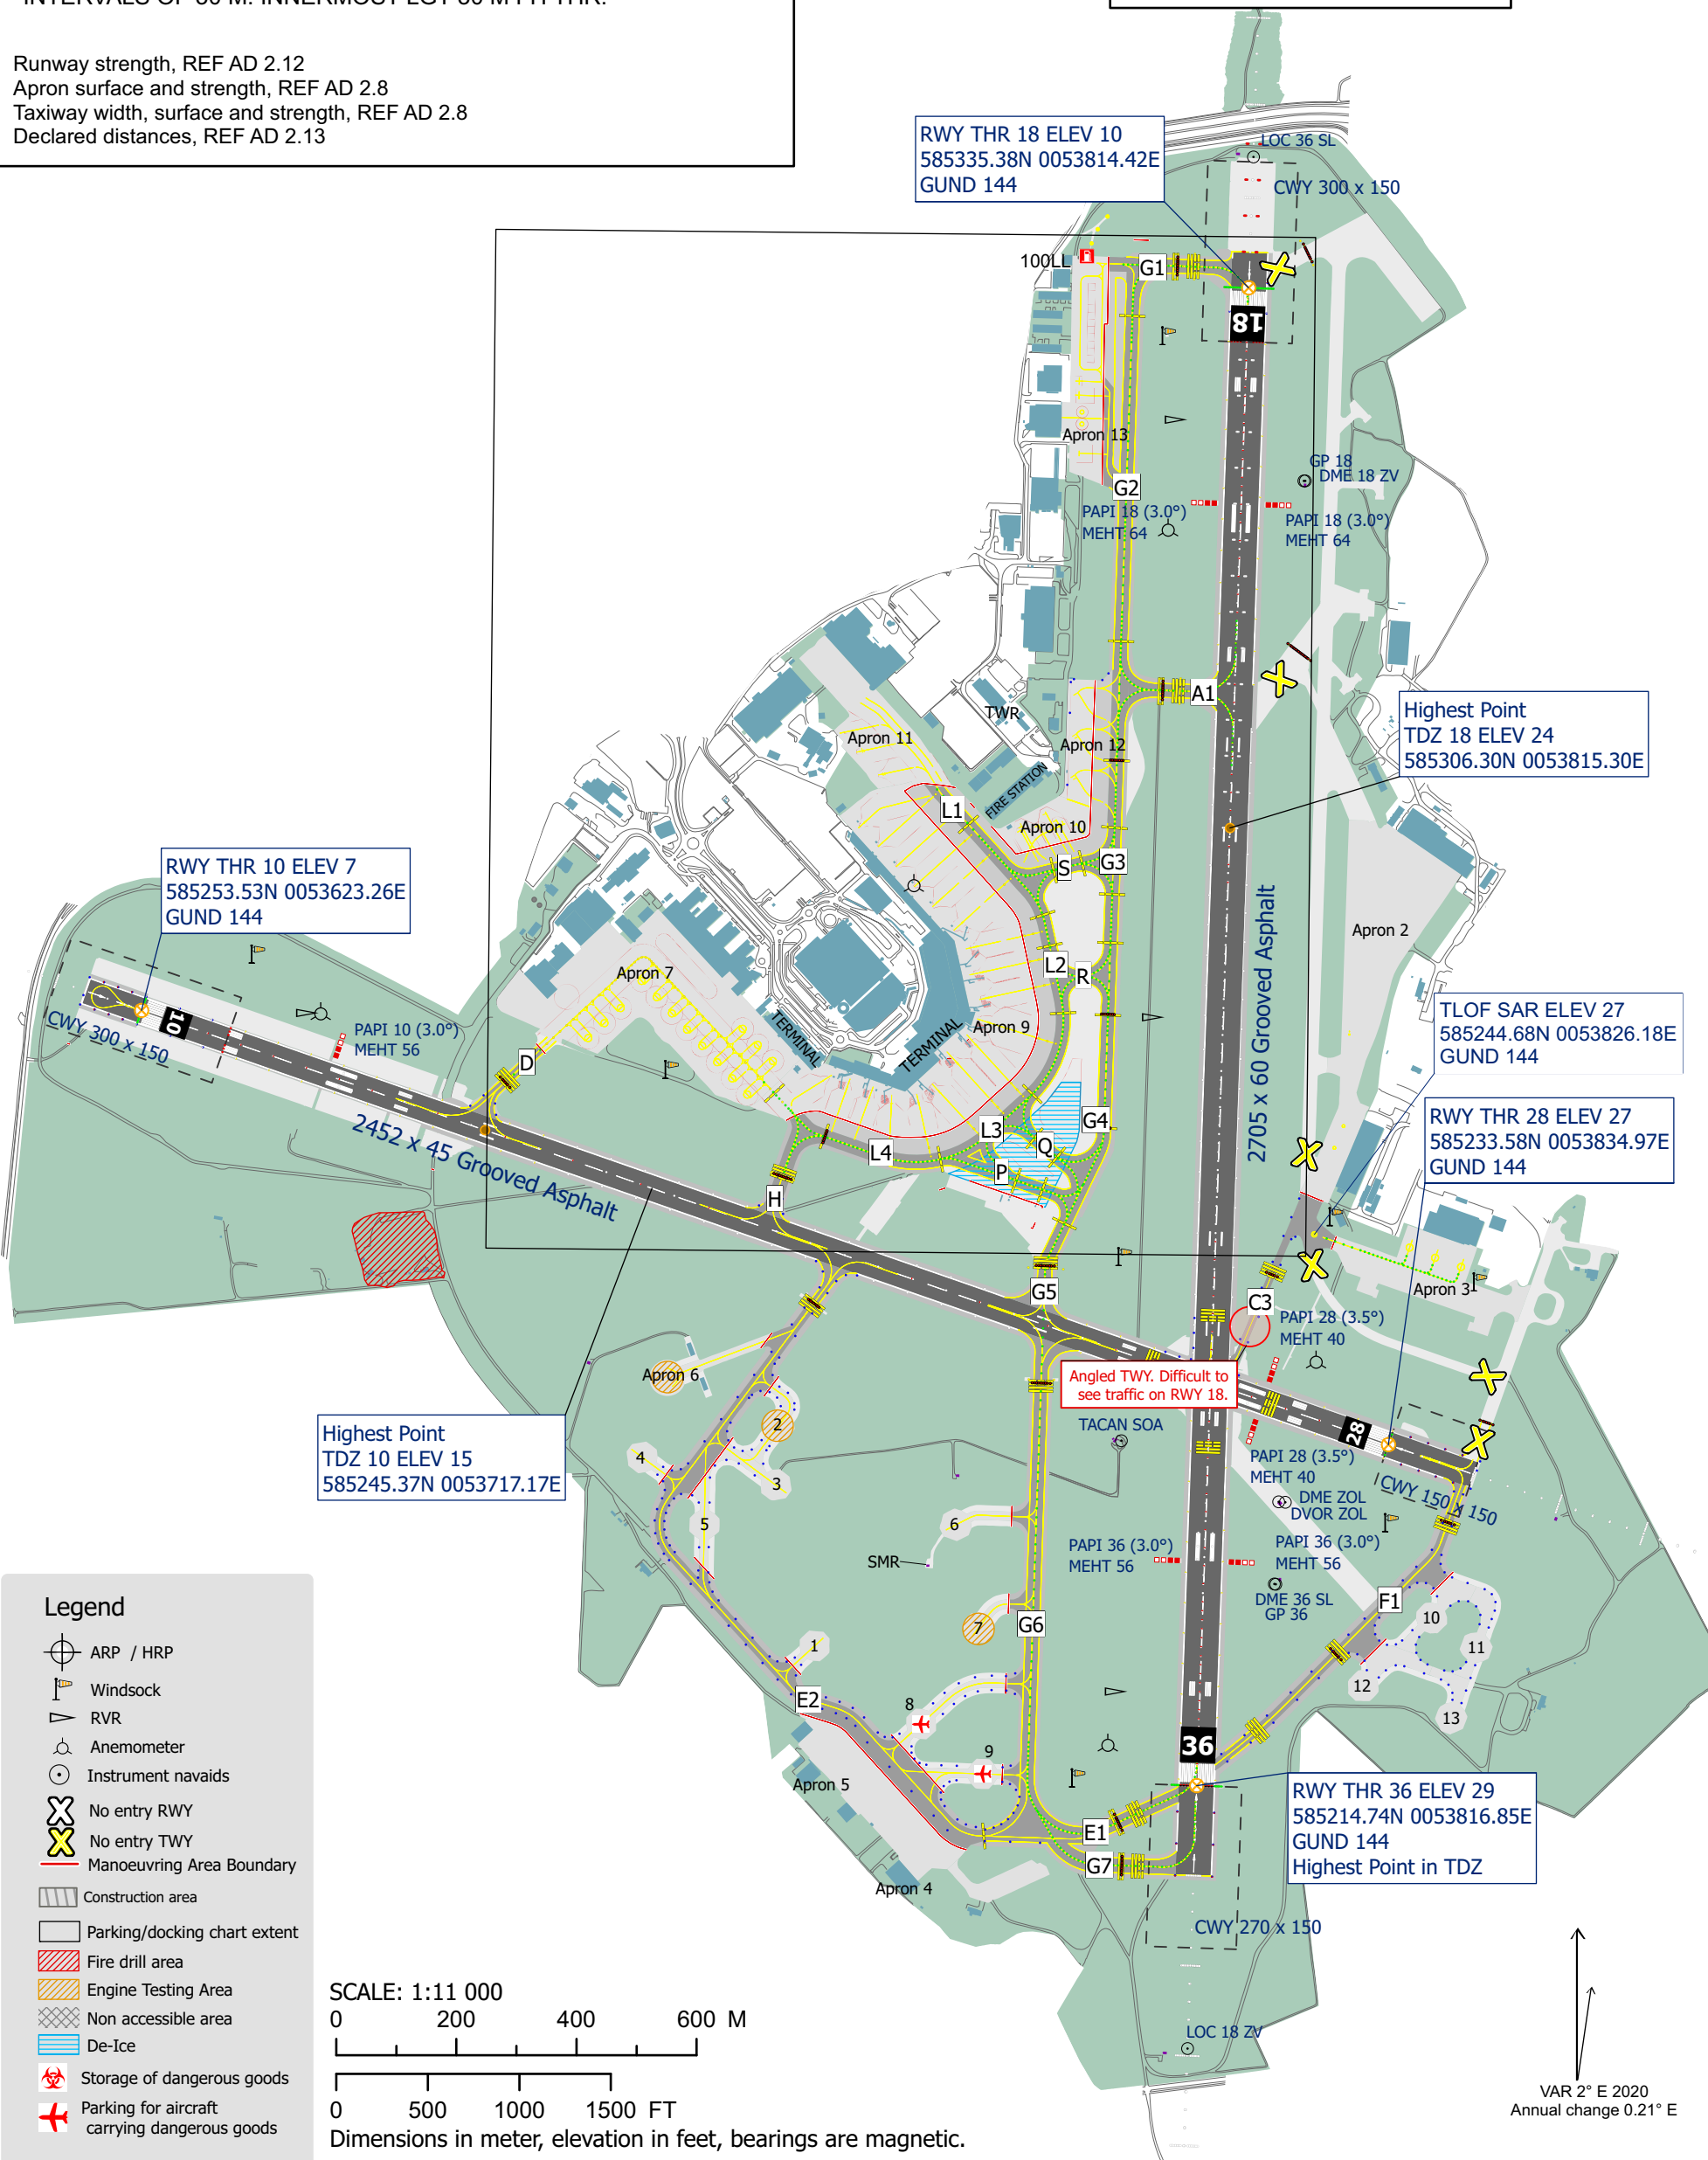 Runway strength, REF AD 2.12
Apron surface and strength, REF AD 2.8
Taxiway width, surface and strength, REF AD 2.8
Declared distances, REF AD 2.13
RWY THR 18 ELEV 10
585335.38N 0053814.42E
GUND 144
LOC 36 SL
CWY 300 x 150
100LL
G1
18
Apron 13
G2
GP 18
DME 18 ZV
PAPI 18 (3.0°)
MEHT 64
PAPI 18 (3.0°)
MEHT 64
A1
TWR
Apron 11
Apron 12
Highest Point
TDZ 18 ELEV 24
585306.30N 0053815.30E
FIRE STATION
L1
Apron 10
S
G3
RWY THR 10 ELEV 7
585253.53N 0053623.26E
GUND 144
2705 x 60 Grooved Asphalt
Apron 2
Apron 7
L2
R
Apron 9
TERMINAL
TERMINAL
10
CWY 300 x 150
PAPI 10 (3.0°)
MEHT 56
D
TLOF SAR ELEV 27
585244.68N 0053826.18E
GUND 144
2452 x 45 Grooved Asphalt
RWY THR 28 ELEV 27
585233.58N 0053834.97E
GUND 144
L3
G4
Q
L4
P
H
G5
C3
Apron 3
PAPI 28 (3.5°)
MEHT 40
Angled TWY. Difficult to
see traffic on RWY 18.
Apron 6
2
3
4
5
6
TACAN SOA
28
Highest Point
TDZ 10 ELEV 15
585245.37N 0053717.17E
PAPI 28 (3.5°)
MEHT 40
CWY 150 x 150
DME ZOL
DVOR ZOL
PAPI 36 (3.0°)
MEHT 56
PAPI 36 (3.0°)
MEHT 56
SMR
DME 36 SL
GP 36
F1
10
11
12
13
7
G6
1
E2
8
9
36
Apron 5
E1
G7
Apron 4
RWY THR 36 ELEV 29
585214.74N 0053816.85E
GUND 144
Highest Point in TDZ
CWY 270 x 150
LOC 18 ZV
Legend
ARP / HRP
Windsock
RVR
Anemometer
Instrument navaids
No entry RWY
No entry TWY
Manoeuvring Area Boundary
Construction area
Parking/docking chart extent
Fire drill area
Engine Testing Area
Non accessible area
De-Ice
Storage of dangerous goods
Parking for aircraft
carrying dangerous goods
SCALE: 1:11 000
0 200 400 600 M
0 500 1000 1500 FT
Dimensions in meter, elevation in feet, bearings are magnetic.
VAR 2° E 2020
Annual change 0.21° E